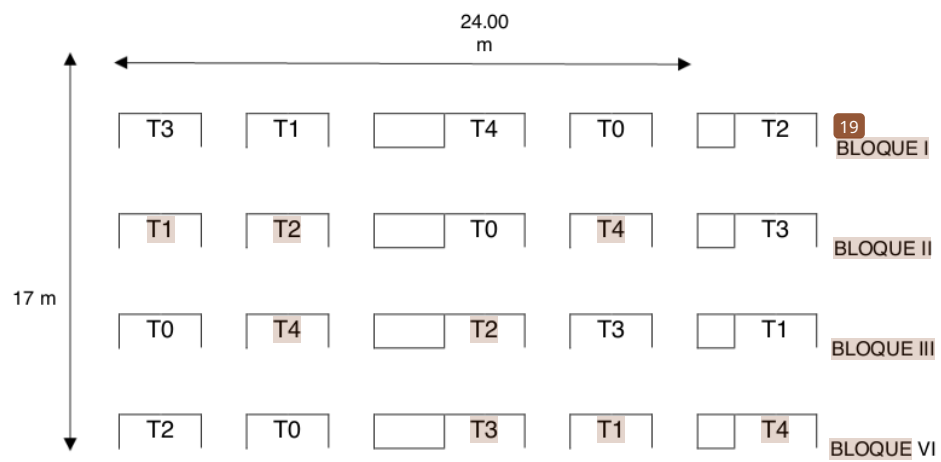 24.00
m
T3 T1 T4 T0 T2 19
BLOQUE I
T1 T2 T0 T4 T3
BLOQUE II
17 m
T0 T4 T2 T3 T1
BLOQUE III
T2 T0 T3 T1 T4
BLOQUE VI